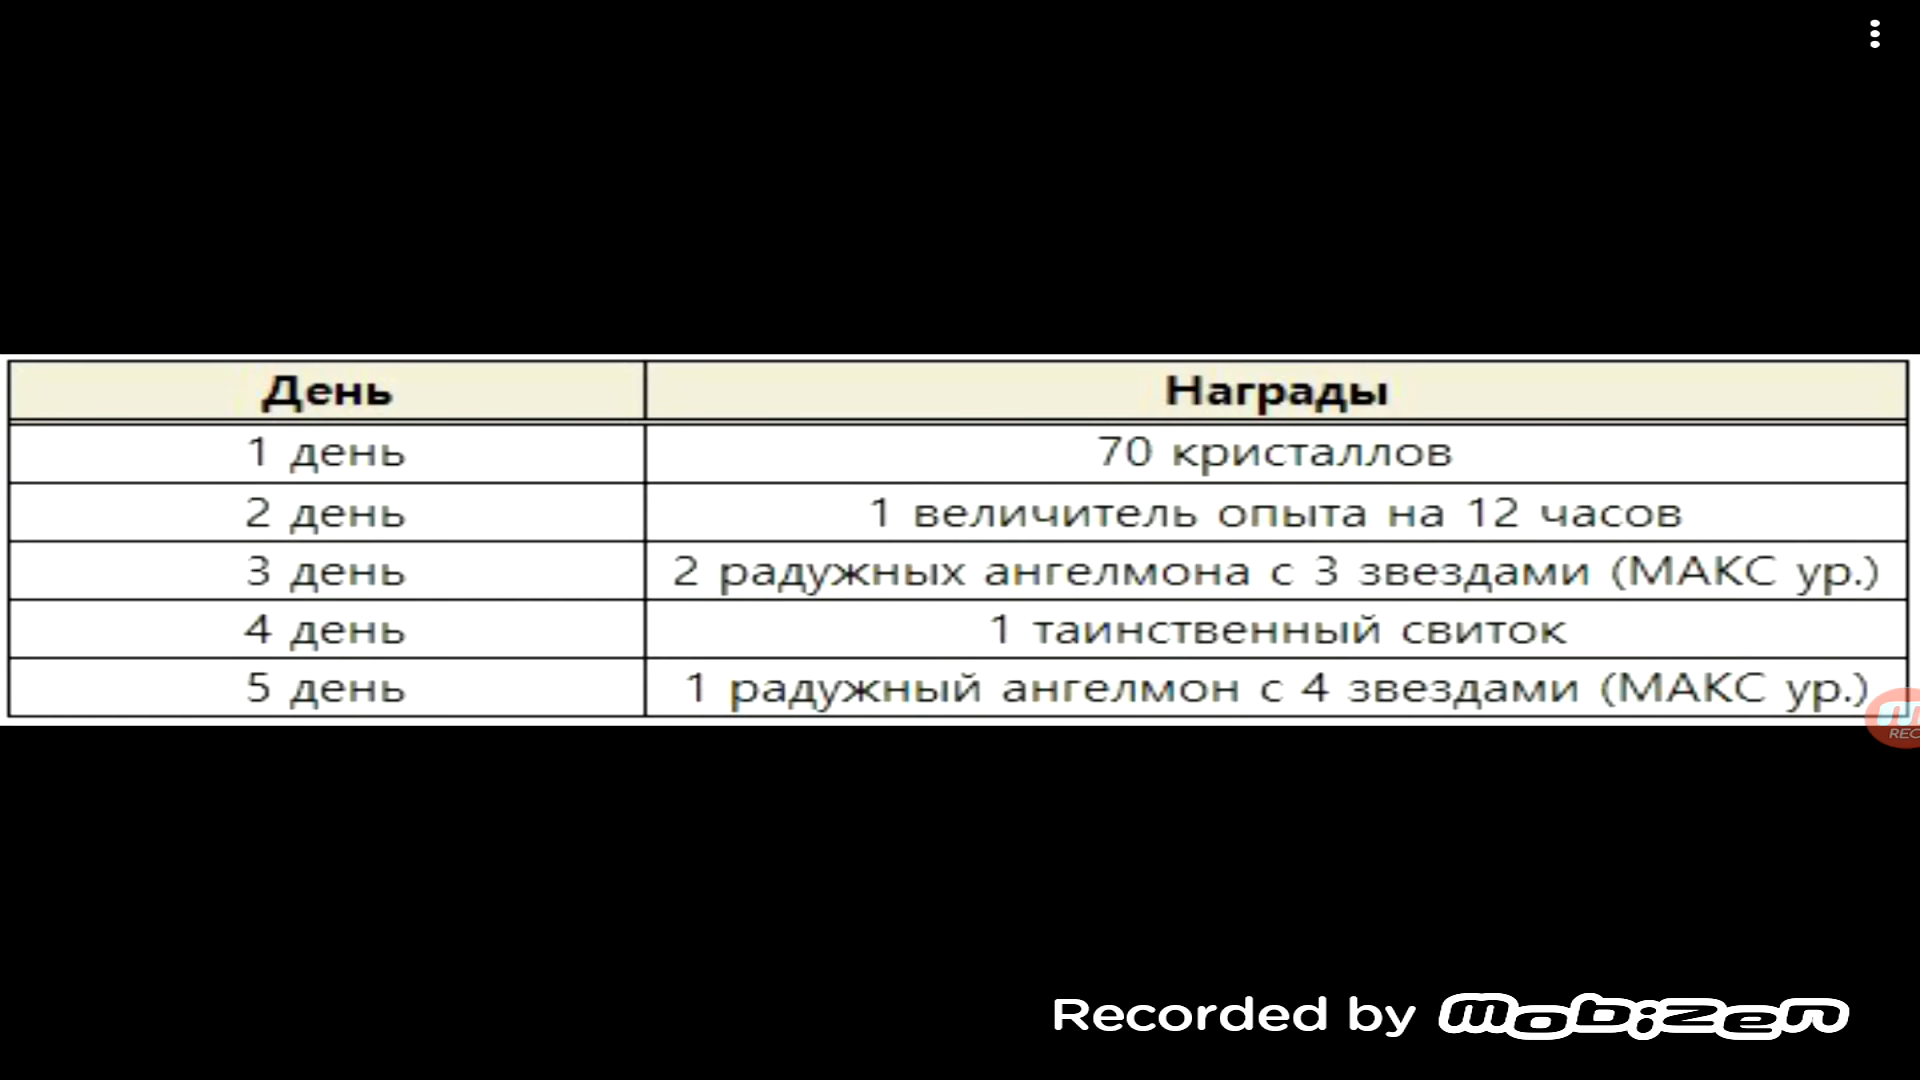 День Награды
1 день 70 кристаллов
2 день 1 величитель опыта на 12 часов
3 день 2 радужных ангелмона с 3 звездами (МАКС ур.)
4 день 1 таинственный свиток
5 день 1 радужный ангелмон с 4 звездами (МАКС ур.)
REC
Recorded by mobizen